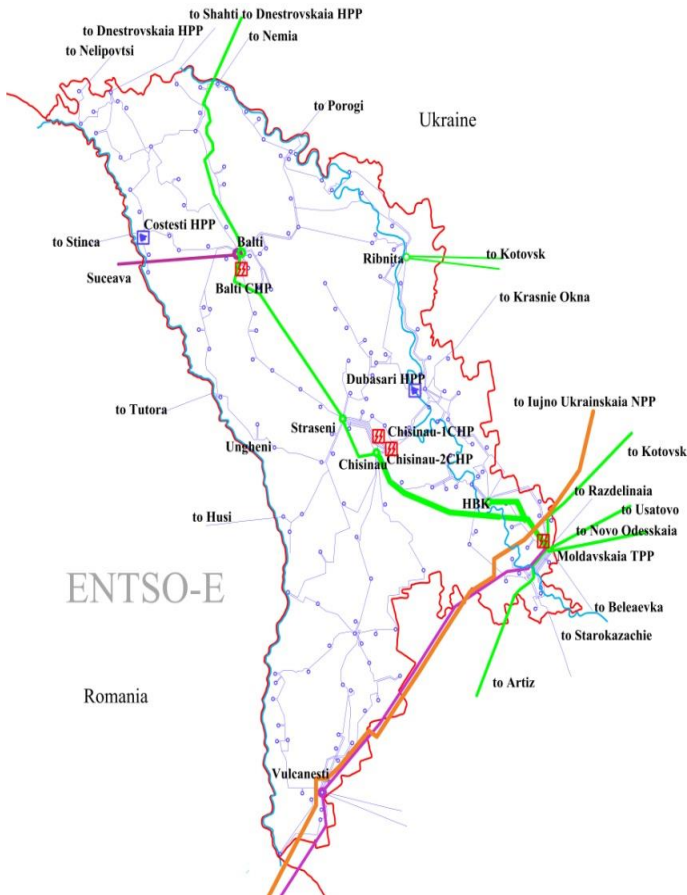 to Shahti to Dnestrovskaia HPP
to Dnestrovskaia HPP
to Nemia
to Nelipovtsi
to Porogi
Ukraine
Costesti HPP
to Stinca
Balti
Ribnita
to Kotovsk
Suceava
Balti CHP
to Krasnie Okna
Dubasari HPP
to Tutora
to Iujno Ukrainskaia NPP
Straseni
Chisinau-1CHP
Ungheni
to Kotovsk
Chisinau
Chisinau-2CHP
to Razdelinaia
HBK
to Usatovo
to Husi
to Novo Odesskaia
Moldavskaia TPP
ENTSO-E
to Beleaevka
to Starokazachie
to Artiz
Romania
Vulcanesti